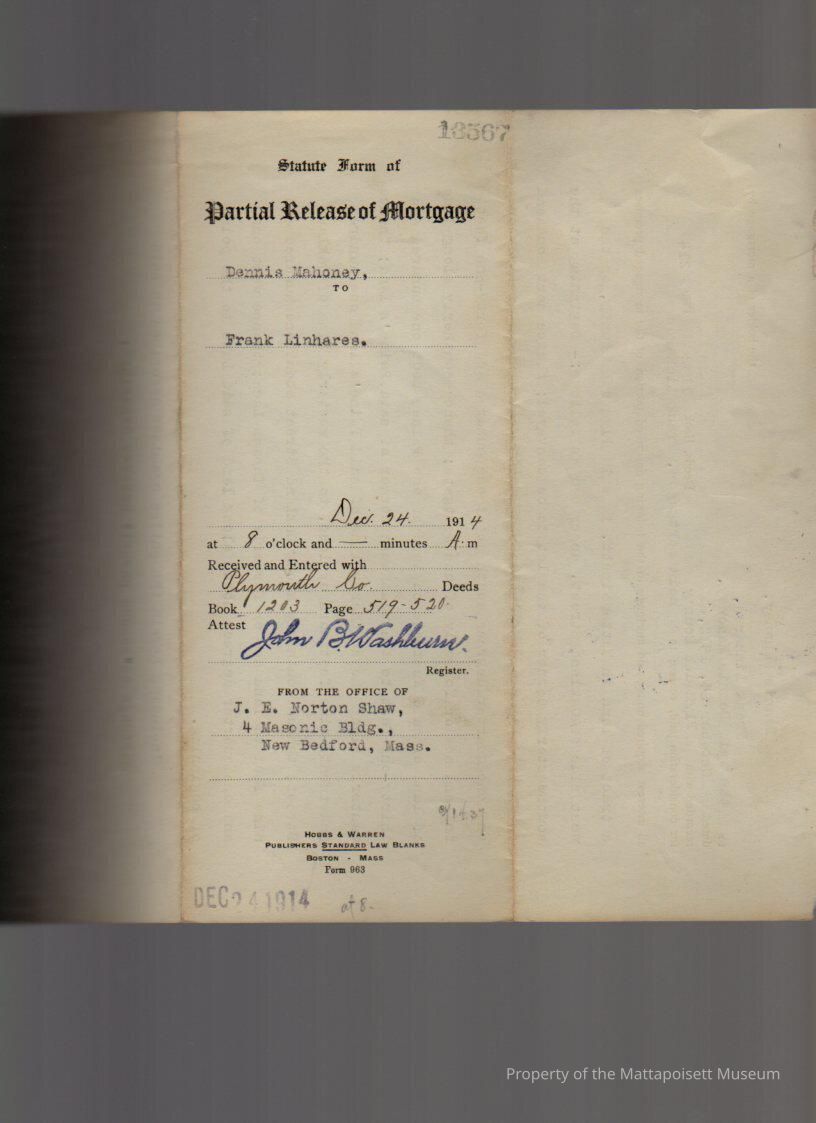 13567
Statute Form of
Partial Release of Mortgage
Dennis Mahoney,
TO
Frank Linhares.
Dec. 24. 1914
at 8 o'clock and — minutes A. m
Received and Entered with
Plymouth Co. Deeds
Book 1203 Page 519-520.
Attest John B. Washburn.
Register.
FROM THE OFFICE OF
J. E. Norton Shaw,
4 Masonic Bldg.,
New Bedford, Mass.
HOBBS & WARREN
PUBLISHERS STANDARD LAW BLANKS
BOSTON - MASS
Form 963
DEC 24 1914 at 8-
Property of the Mattapoisett Museum